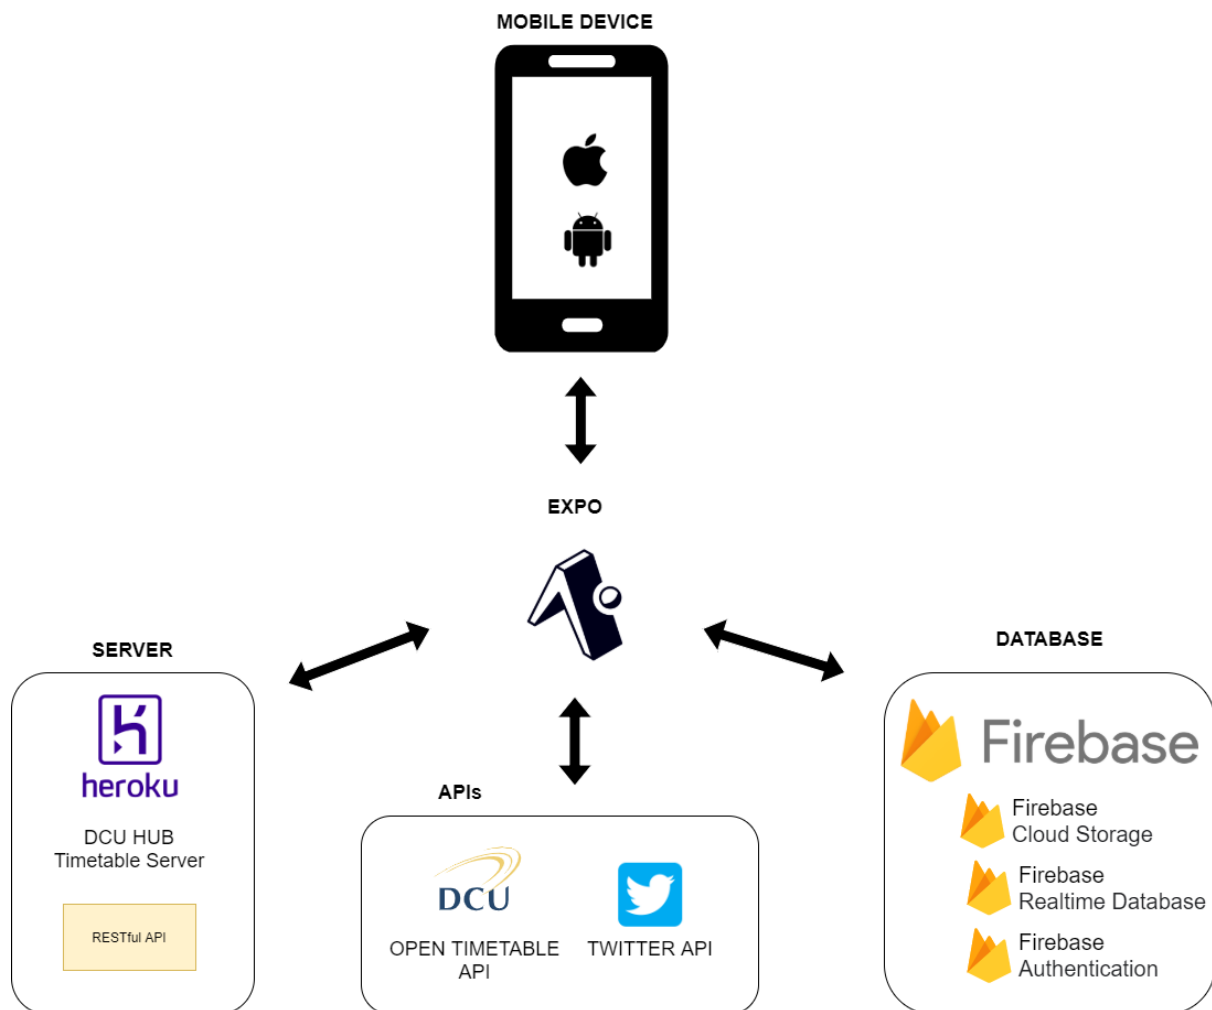 MOBILE DEVICE
EXPO
SERVER
heroku
DCU HUB
Timetable Server
RESTful API
APIs
DCU
OPEN TIMETABLE
API
TWITTER API
DATABASE
Firebase
Firebase
Cloud Storage
Firebase
Realtime Database
Firebase
Authentication